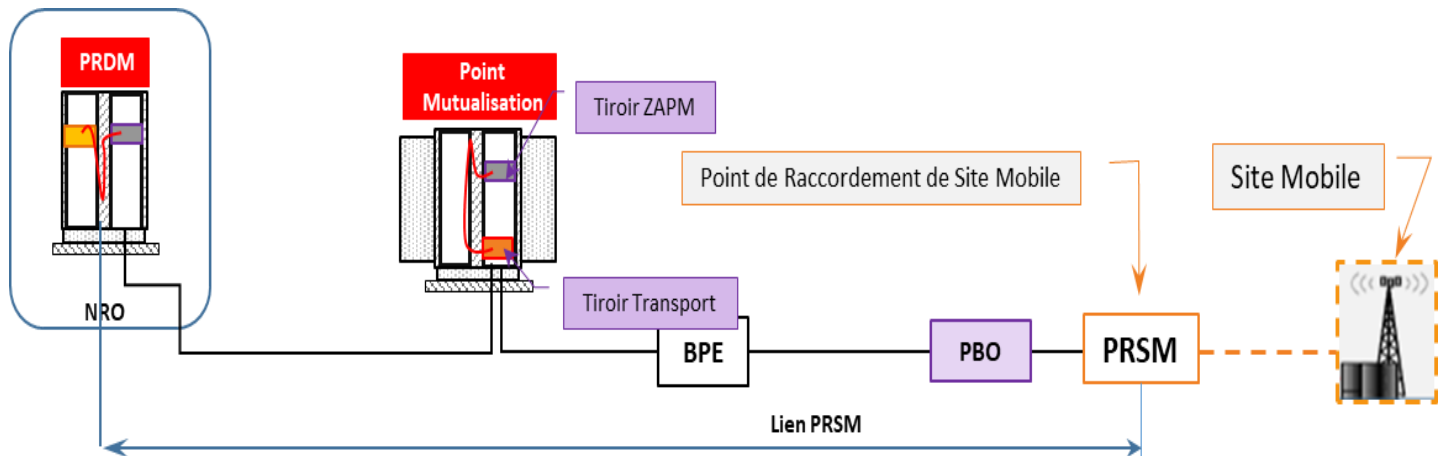 PRDM
NRO
Point
Mutualisation
Tiroir ZAPM
Tiroir Transport
Point de Raccordement de Site Mobile
Site Mobile
BPE
PBO
PRSM
Lien PRSM